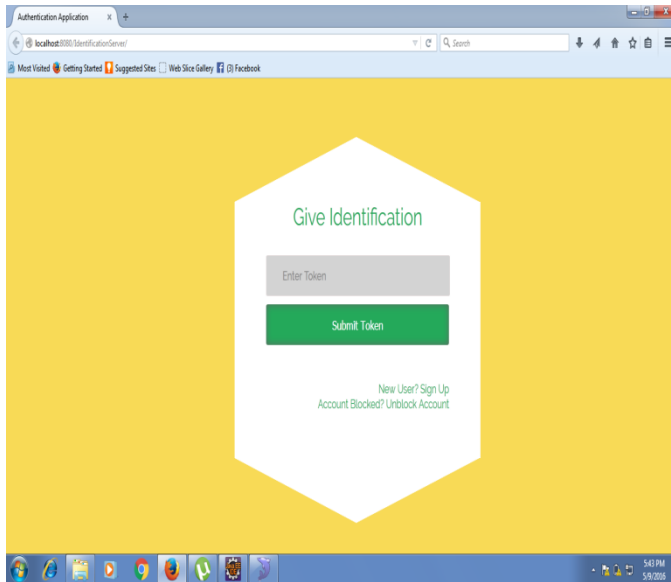 Authentication Application
localhost:8080/IdentificationServer/
Search
Most Visited Getting Started Suggested Sites Web Slice Gallery (3) Facebook
Give Identification
Enter Token
Submit Token
New User? Sign Up
Account Blocked? Unblock Account
5:43 PM
5/9/2016